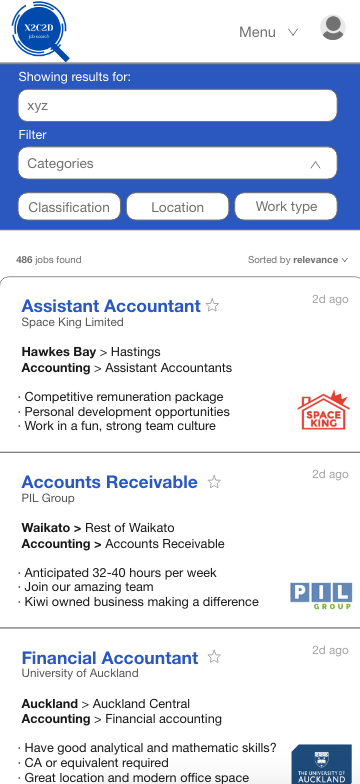 X2C2D
job search
Menu
Showing results for:
xyz
Filter
Categories
Classification
Location
Work type
486 jobs found
Sorted by relevance
Assistant Accountant
2d ago
Space King Limited
Hawkes Bay > Hastings
Accounting > Assistant Accountants
· Competitive remuneration package
· Personal development opportunities
· Work in a fun, strong team culture
SPACE
KING
Accounts Receivable
2d ago
PIL Group
Waikato > Rest of Waikato
Accounting > Accounts Receivable
· Anticipated 32-40 hours per week
· Join our amazing team
· Kiwi owned business making a difference
PIL
GROUP
Financial Accountant
2d ago
University of Auckland
Auckland > Auckland Central
Accounting > Financial accounting
· Have good analytical and mathematic skills?
· CA or equivalent required
· Great location and modern office space
THE UNIVERSITY OF
AUCKLAND